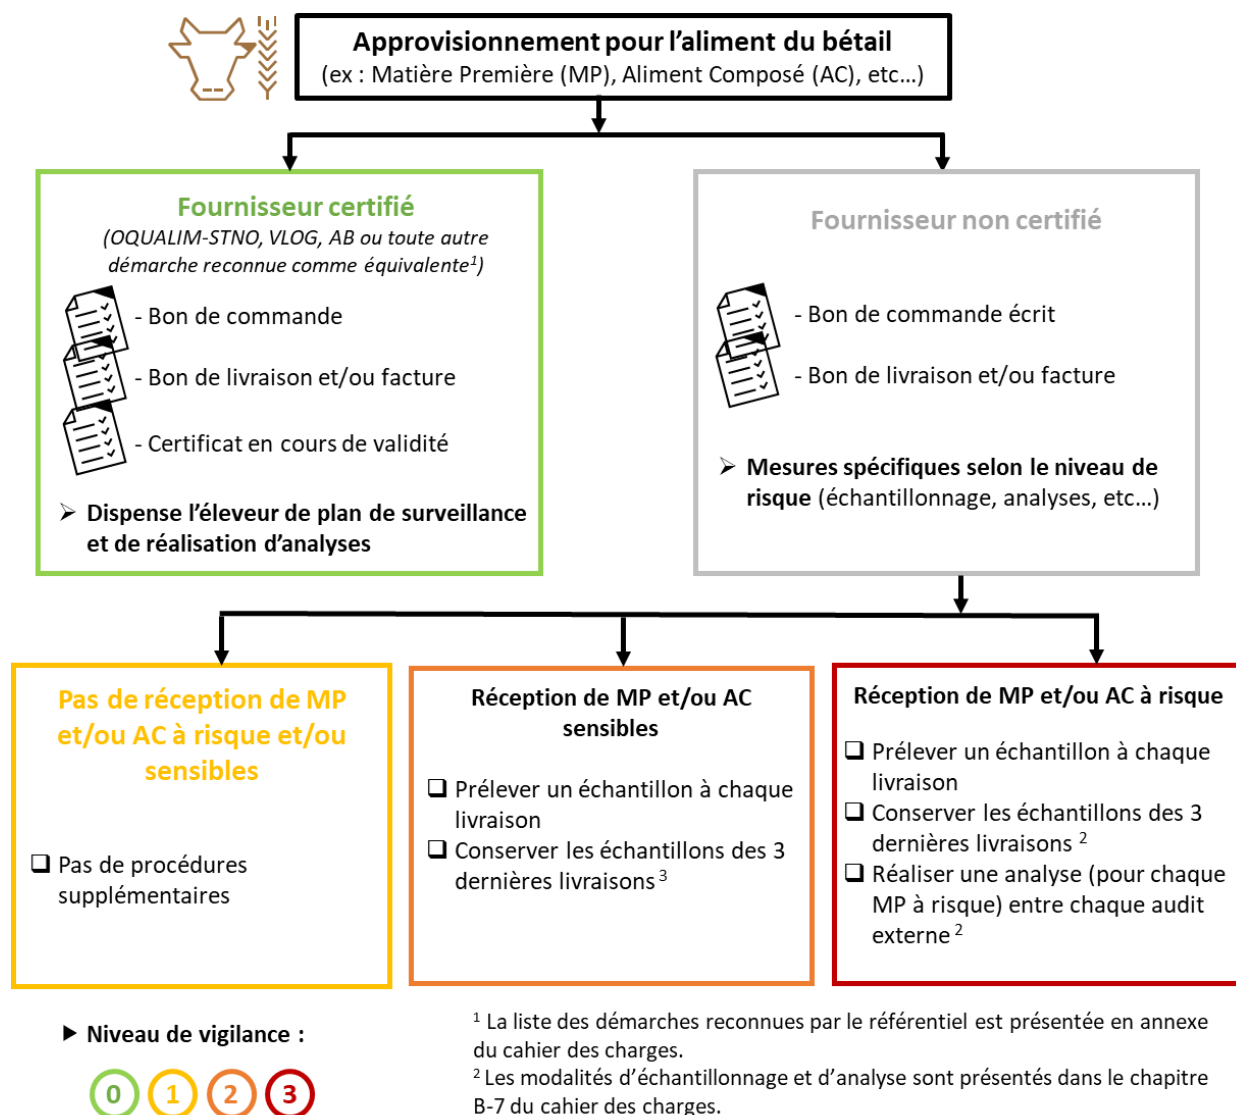 Approvisionnement pour l'aliment du bétail
(ex : Matière Première (MP), Aliment Composé (AC), etc...)
Fournisseur certifié
(OQUALIM-STNO, VLOG, AB ou toute autre
démarche reconnue comme équivalente¹)
- Bon de commande
- Bon de livraison et/ou facture
- Certificat en cours de validité
➢ Dispense l'éleveur de plan de surveillance
et de réalisation d'analyses
Fournisseur non certifié
- Bon de commande écrit
- Bon de livraison et/ou facture
➢ Mesures spécifiques selon le niveau de
risque (échantillonnage, analyses, etc...)
Pas de réception de MP
et/ou AC à risque et/ou
sensibles
❑ Pas de procédures
supplémentaires
Réception de MP et/ou AC
sensibles
❑ Prélever un échantillon à chaque
livraison
❑ Conserver les échantillons des 3
dernières livraisons ³
Réception de MP et/ou AC à risque
❑ Prélever un échantillon à chaque
livraison
❑ Conserver les échantillons des 3
dernières livraisons ²
❑ Réaliser une analyse (pour chaque
MP à risque) entre chaque audit
externe ²
▶ Niveau de vigilance :
0 1 2 3
¹ La liste des démarches reconnues par le référentiel est présentée en annexe
du cahier des charges.
² Les modalités d'échantillonnage et d'analyse sont présentés dans le chapitre
B-7 du cahier des charges.